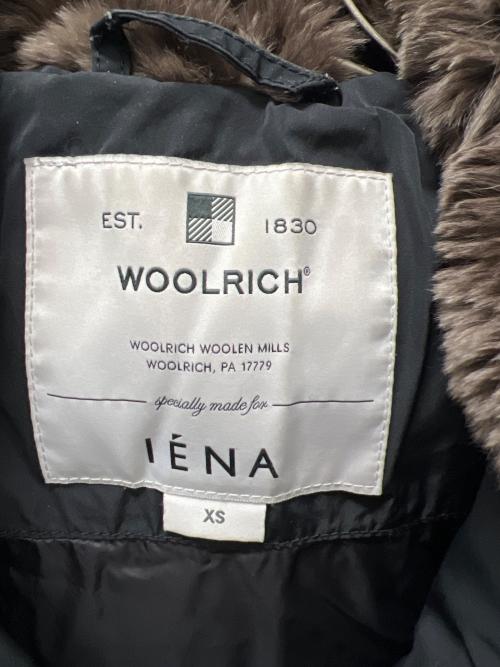 EST. 1830
WOOLRICH®
WOOLRICH WOOLEN MILLS
WOOLRICH, PA 17779
specially made for
IÉNA
XS